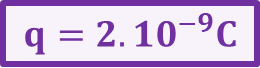 q = 2. 10⁻⁹C